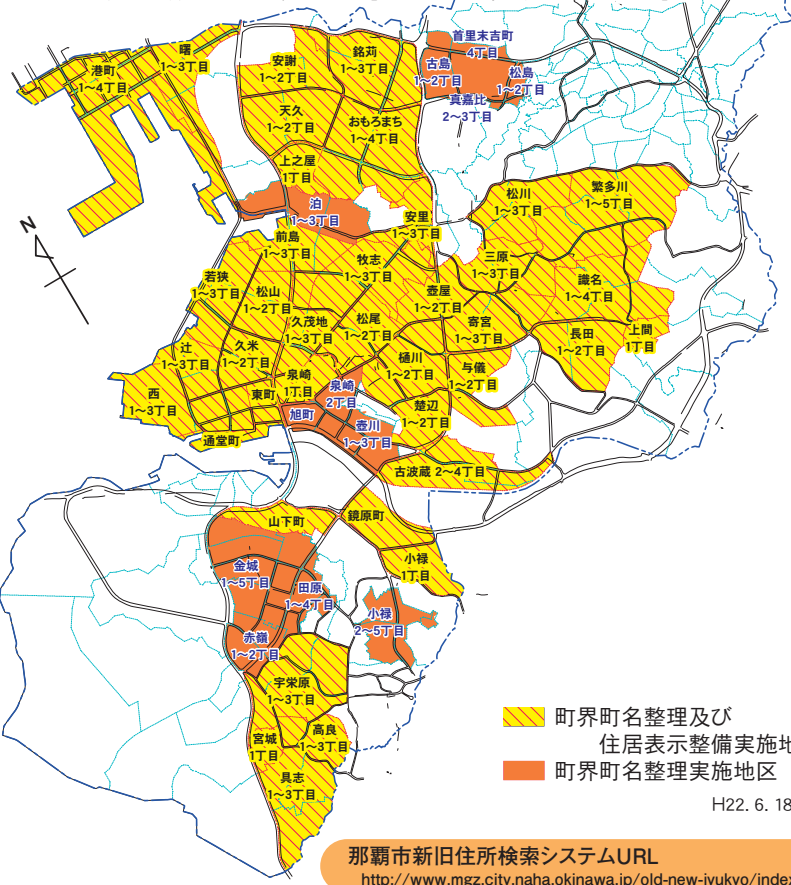 首里末吉町
4丁目
曙
1〜3丁目
港町
1〜4丁目
安謝
1〜2丁目
銘苅
1〜3丁目
古島
1〜2丁目
松島
1〜2丁目
真嘉比
2〜3丁目
天久
1〜2丁目
おもろまち
1〜4丁目
上之屋
1丁目
泊
1〜3丁目
安里
1〜3丁目
松川
1〜3丁目
繁多川
1〜5丁目
N
前島
1〜3丁目
牧志
1〜3丁目
三原
1〜3丁目
識名
1〜4丁目
若狭
1〜3丁目
松山
1〜2丁目
壺屋
1〜2丁目
久茂地
1〜3丁目
松尾
1〜2丁目
寄宮
1〜3丁目
長田
1〜2丁目
上間
1丁目
辻
1〜3丁目
久米
1〜2丁目
樋川
1〜2丁目
与儀
1〜2丁目
西
1〜3丁目
東町
泉崎
1丁目
泉崎
2丁目
旭町
壺川
1〜3丁目
楚辺
1〜2丁目
通堂町
古波蔵 2〜4丁目
山下町
鏡原町
小禄
1丁目
金城
1〜5丁目
田原
1〜4丁目
小禄
2〜5丁目
赤嶺
1〜2丁目
宇栄原
1〜3丁目
宮城
1丁目
高良
1〜3丁目
具志
1〜3丁目
町界町名整理及び
住居表示整備実施地
町界町名整理実施地区
H22. 6. 18
那覇市新旧住所検索システムURL
http://www.mgz.city.naha.okinawa.jp/old-new-jyukyo/index